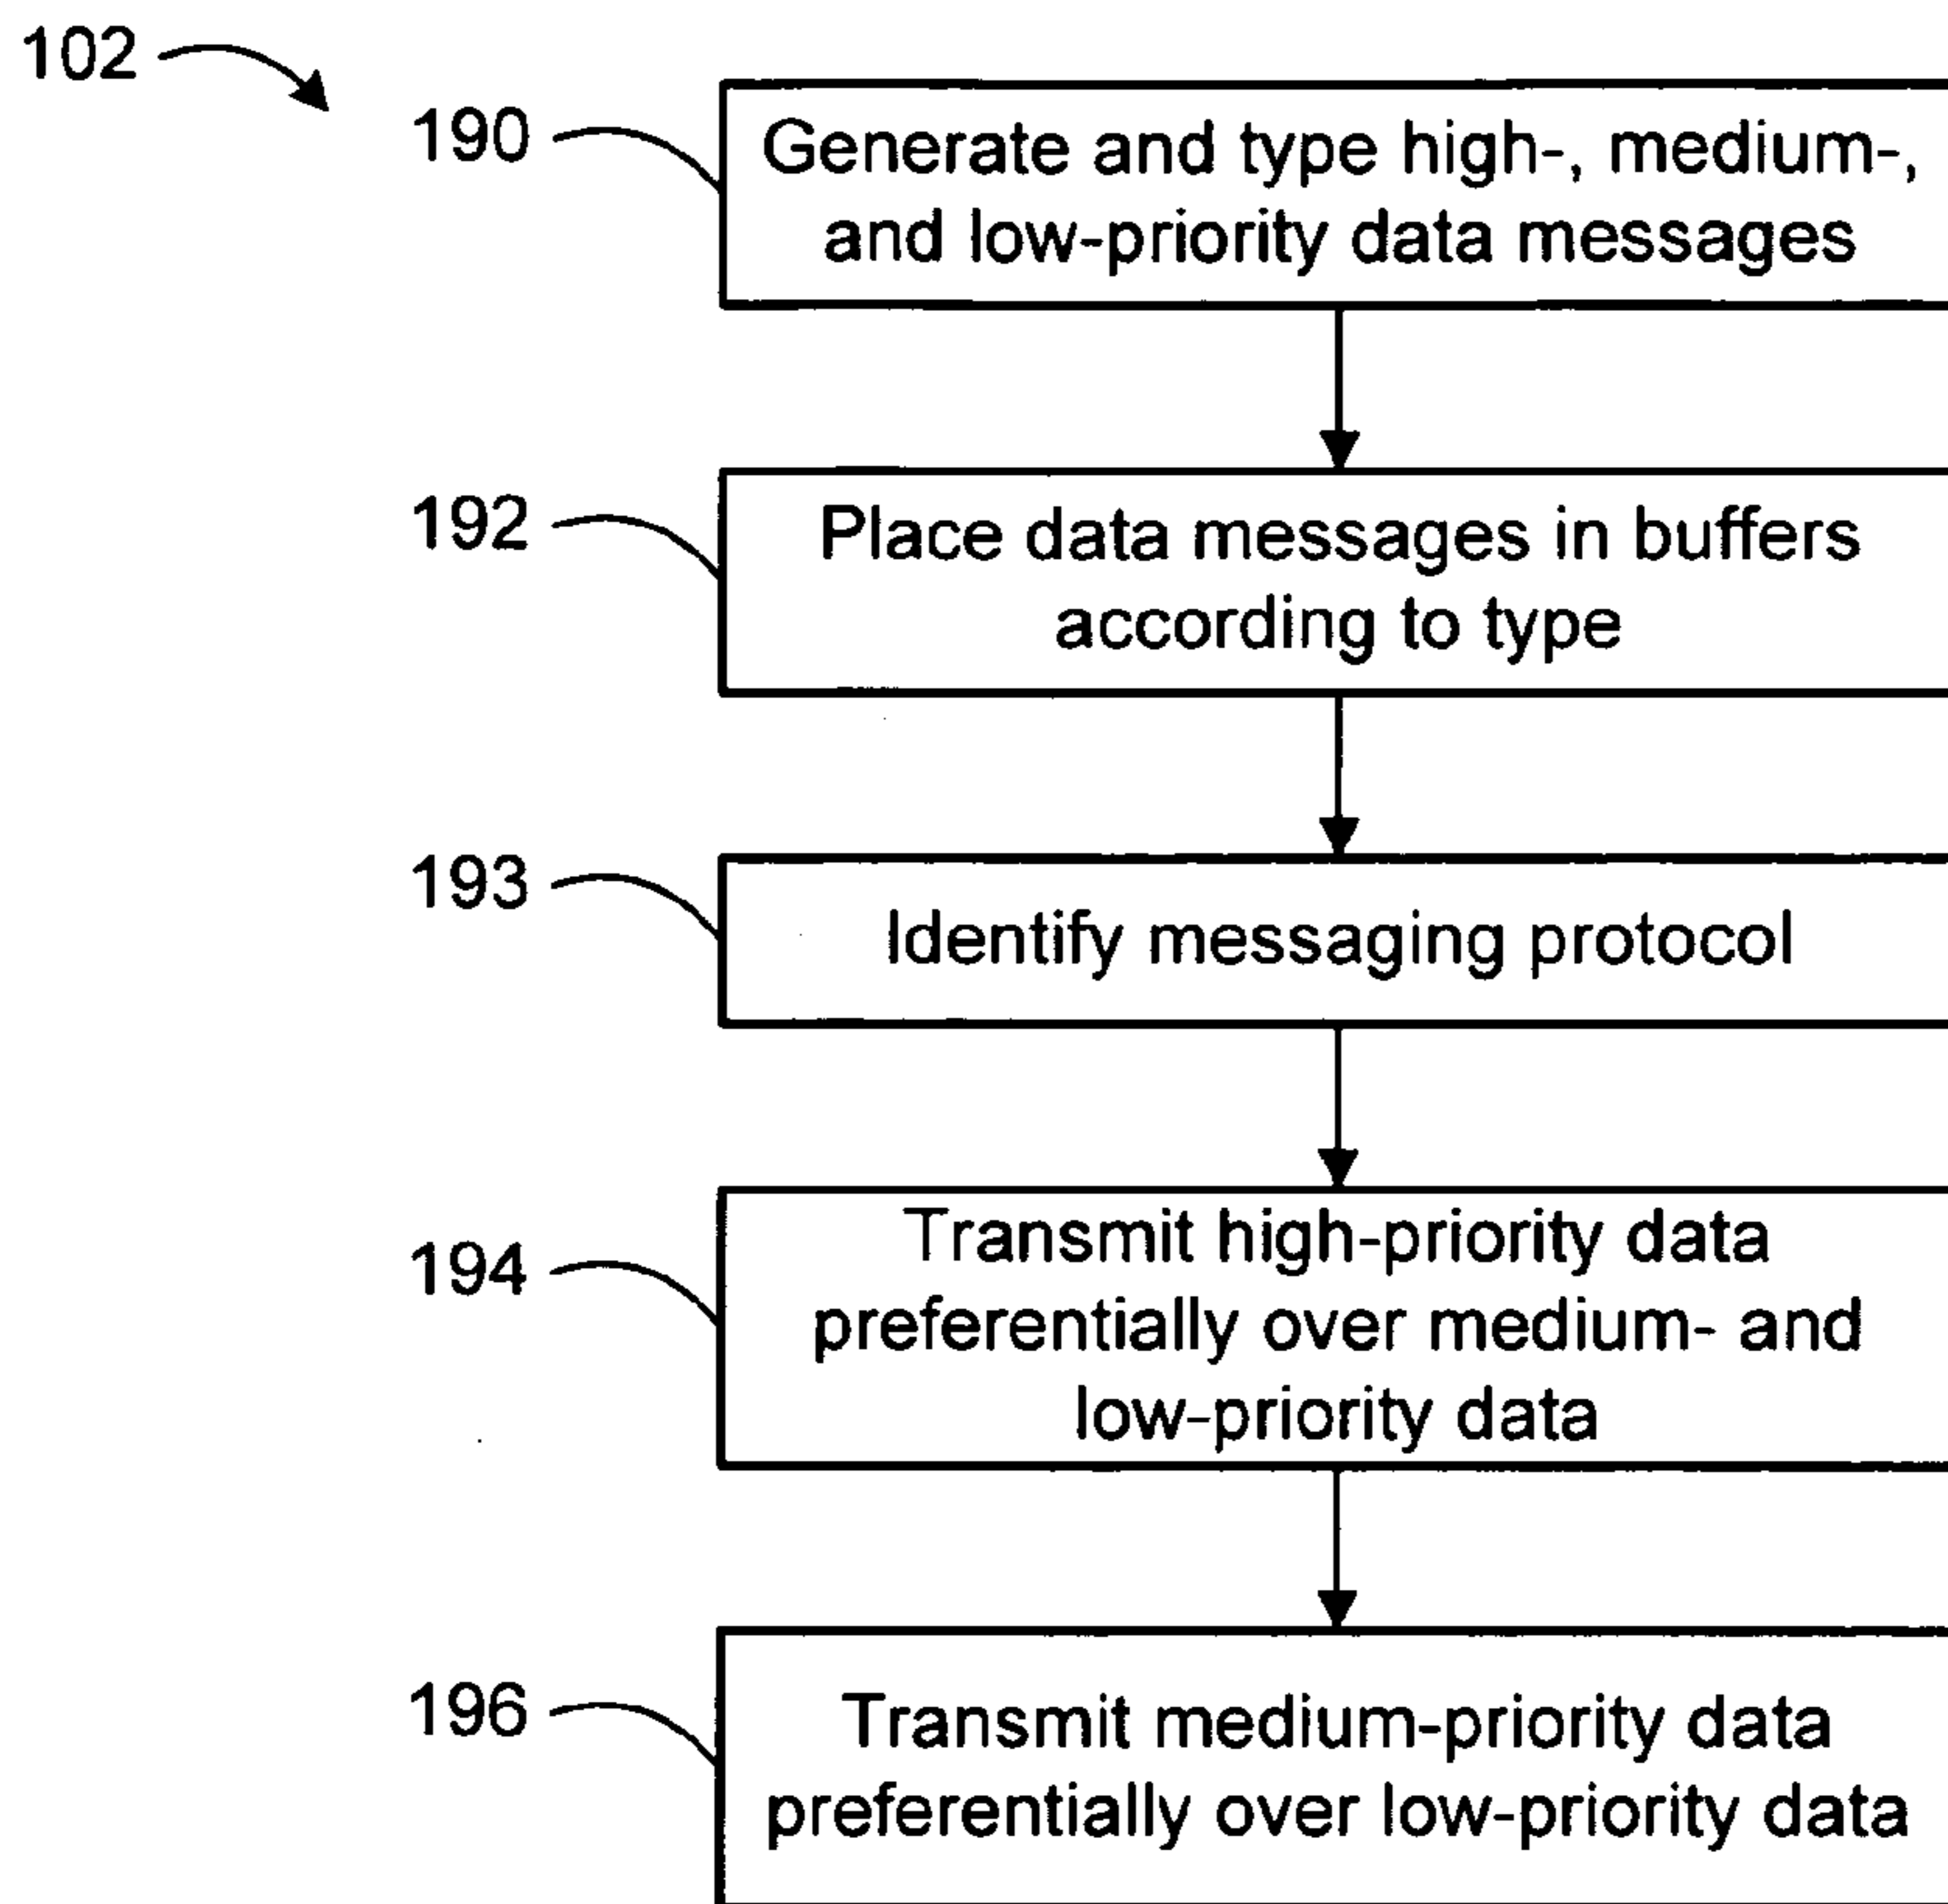 102
190
Generate and type high-, medium-,
and low-priority data messages
192
Place data messages in buffers
according to type
193
Identify messaging protocol
194
Transmit high-priority data
preferentially over medium- and
low-priority data
196
Transmit medium-priority data
preferentially over low-priority data